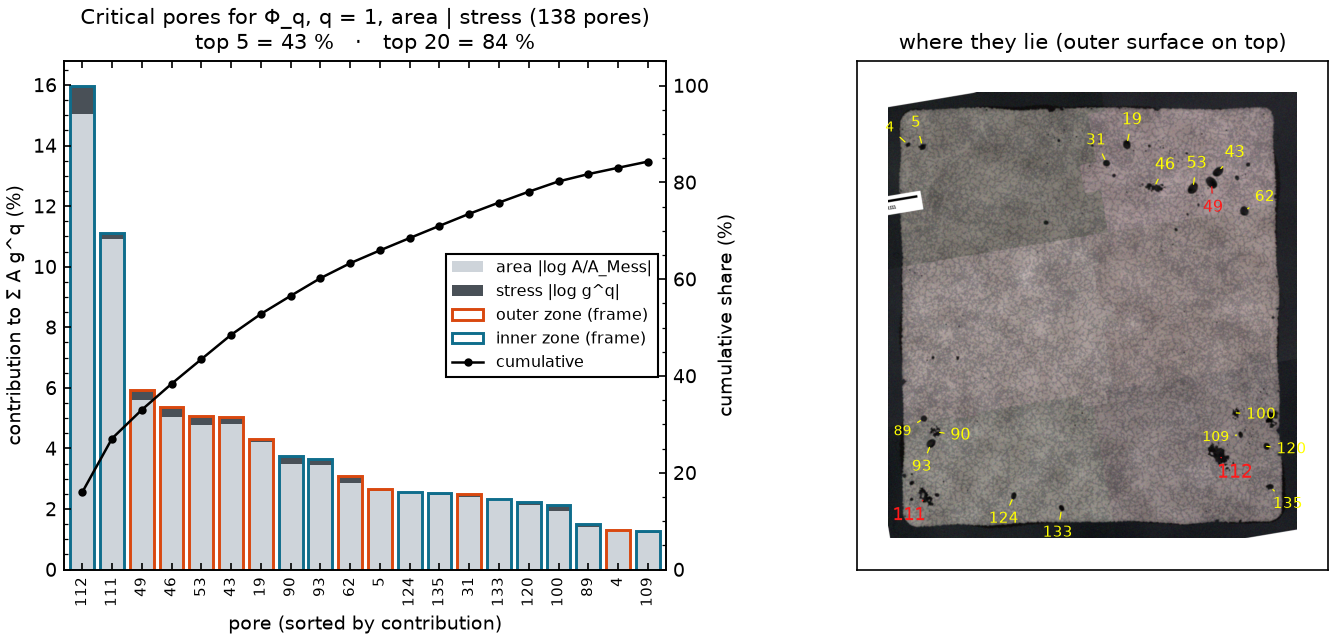 Critical pores for Φ_q, q = 1, area | stress (138 pores)
top 5 = 43 %   ·   top 20 = 84 %
contribution to Σ A g^q (%)
16
14
12
10
8
6
4
2
0
100
80
60
40
20
0
cumulative share (%)
area |log A/A_Mess|
stress |log g^q|
outer zone (frame)
inner zone (frame)
cumulative
112 111 49 46 53 43 19 90 93 62 5 124 135 31 133 120 100 89 4 109
pore (sorted by contribution)
where they lie (outer surface on top)
4 5
19
31
46 53 43
49
62
89 90
93
100
109
120
112
111
124
133
135